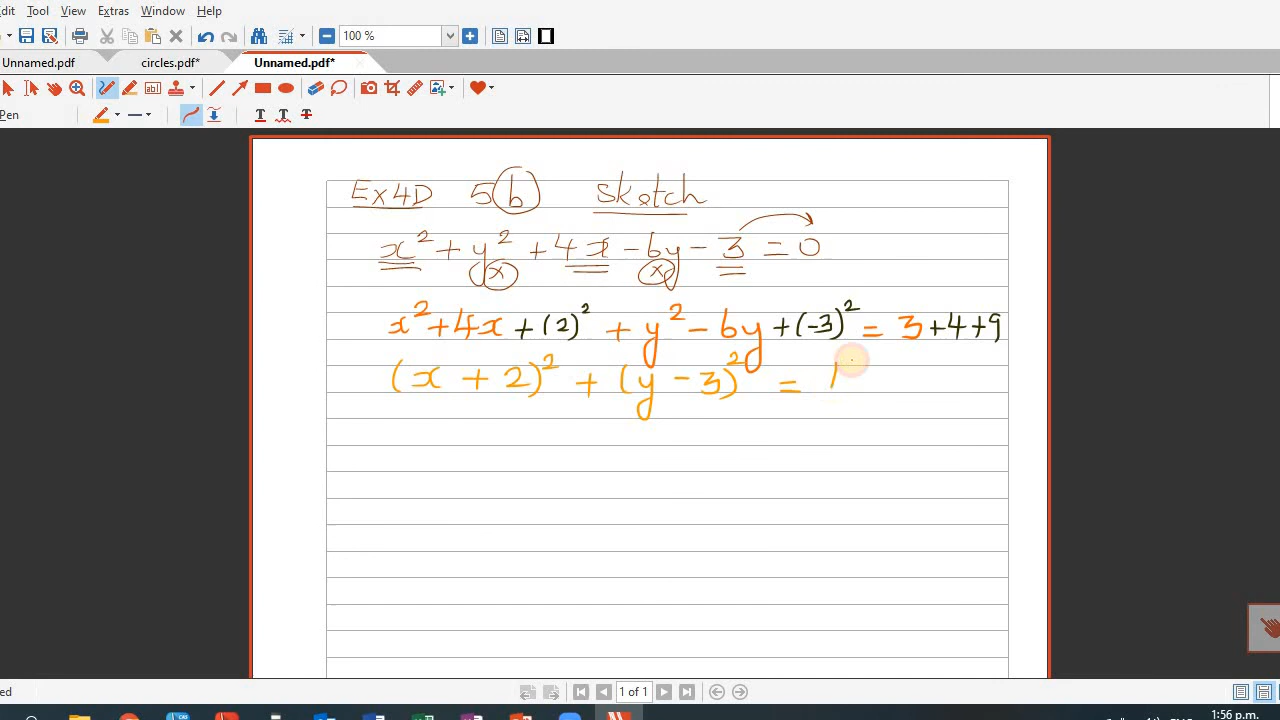 dit Tool View Examples Window Help
100 %
Unnamed.pdf circles.pdf* Unnamed.pdf*
Pen
Ex4D 5(b) Sketch
x² + y² + 4x - 6y - 3 = 0
(x) (x)
x² + 4x + (2)² + y² - 6y + (-3)² = 3 + 4 + 9
(x + 2)² + (y - 3)² = 1
ed 1 of 1
1:56 p.m.